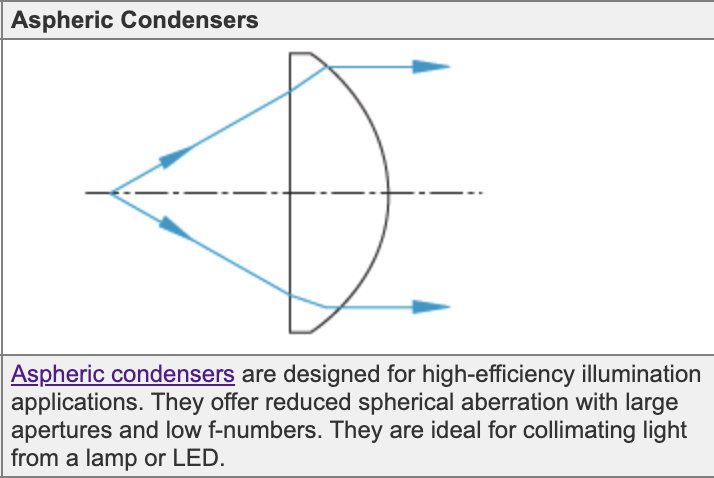 Aspheric Condensers
Aspheric condensers are designed for high-efficiency illumination
applications. They offer reduced spherical aberration with large
apertures and low f-numbers. They are ideal for collimating light
from a lamp or LED.